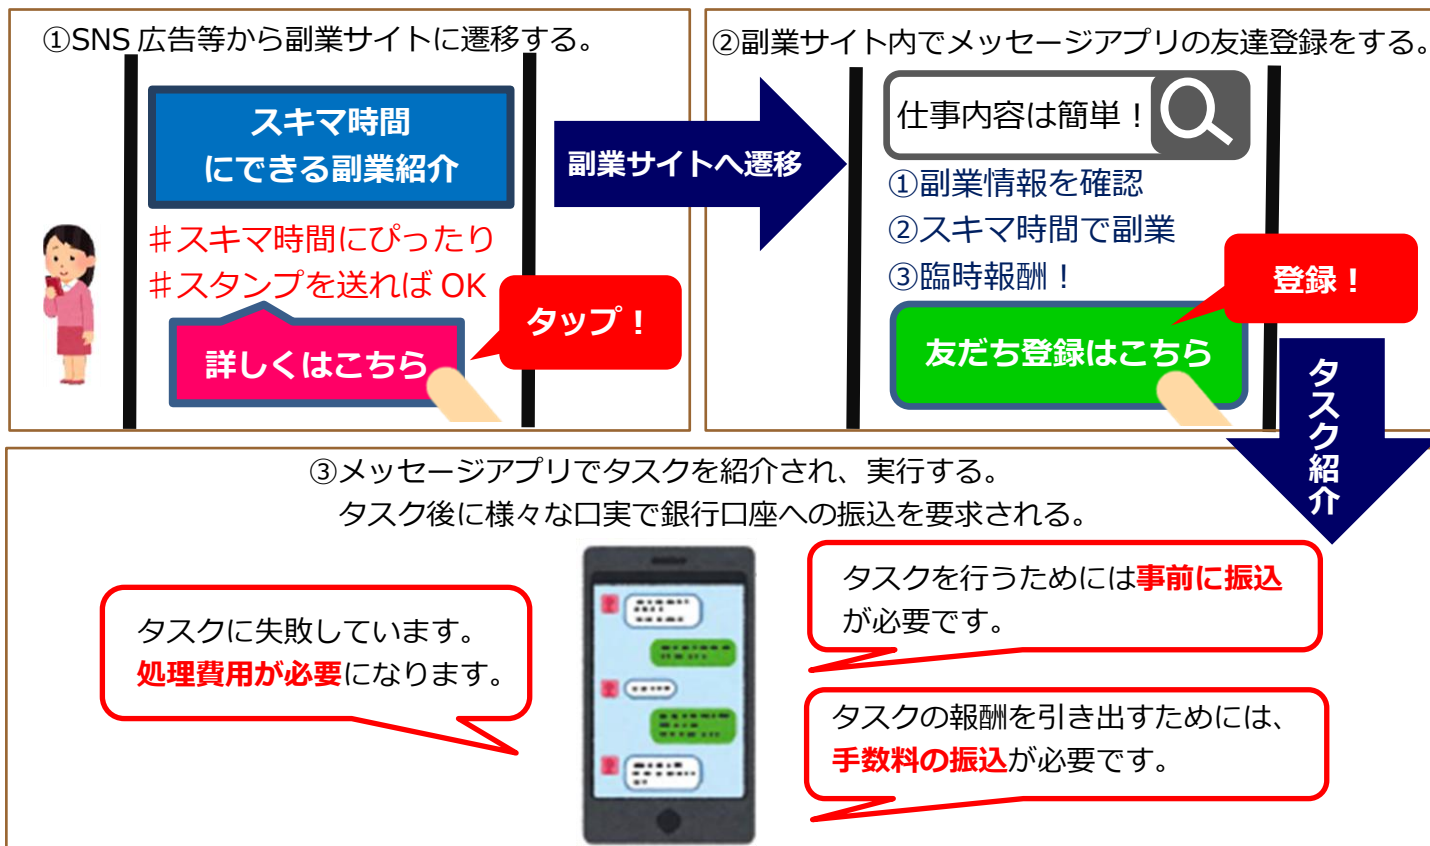 ①SNS 広告等から副業サイトに遷移する。
スキマ時間
にできる副業紹介
♯スキマ時間にぴったり
♯スタンプを送れば OK
タップ！
詳しくはこちら
副業サイトへ遷移
②副業サイト内でメッセージアプリの友達登録をする。
仕事内容は簡単！
①副業情報を確認
②スキマ時間で副業
③臨時報酬！
登録！
友だち登録はこちら
タスク紹介
③メッセージアプリでタスクを紹介され、実行する。
タスク後に様々な口実で銀行口座への振込を要求される。
タスクに失敗しています。
処理費用が必要になります。
タスクを行うためには事前に振込
が必要です。
タスクの報酬を引き出すためには、
手数料の振込が必要です。